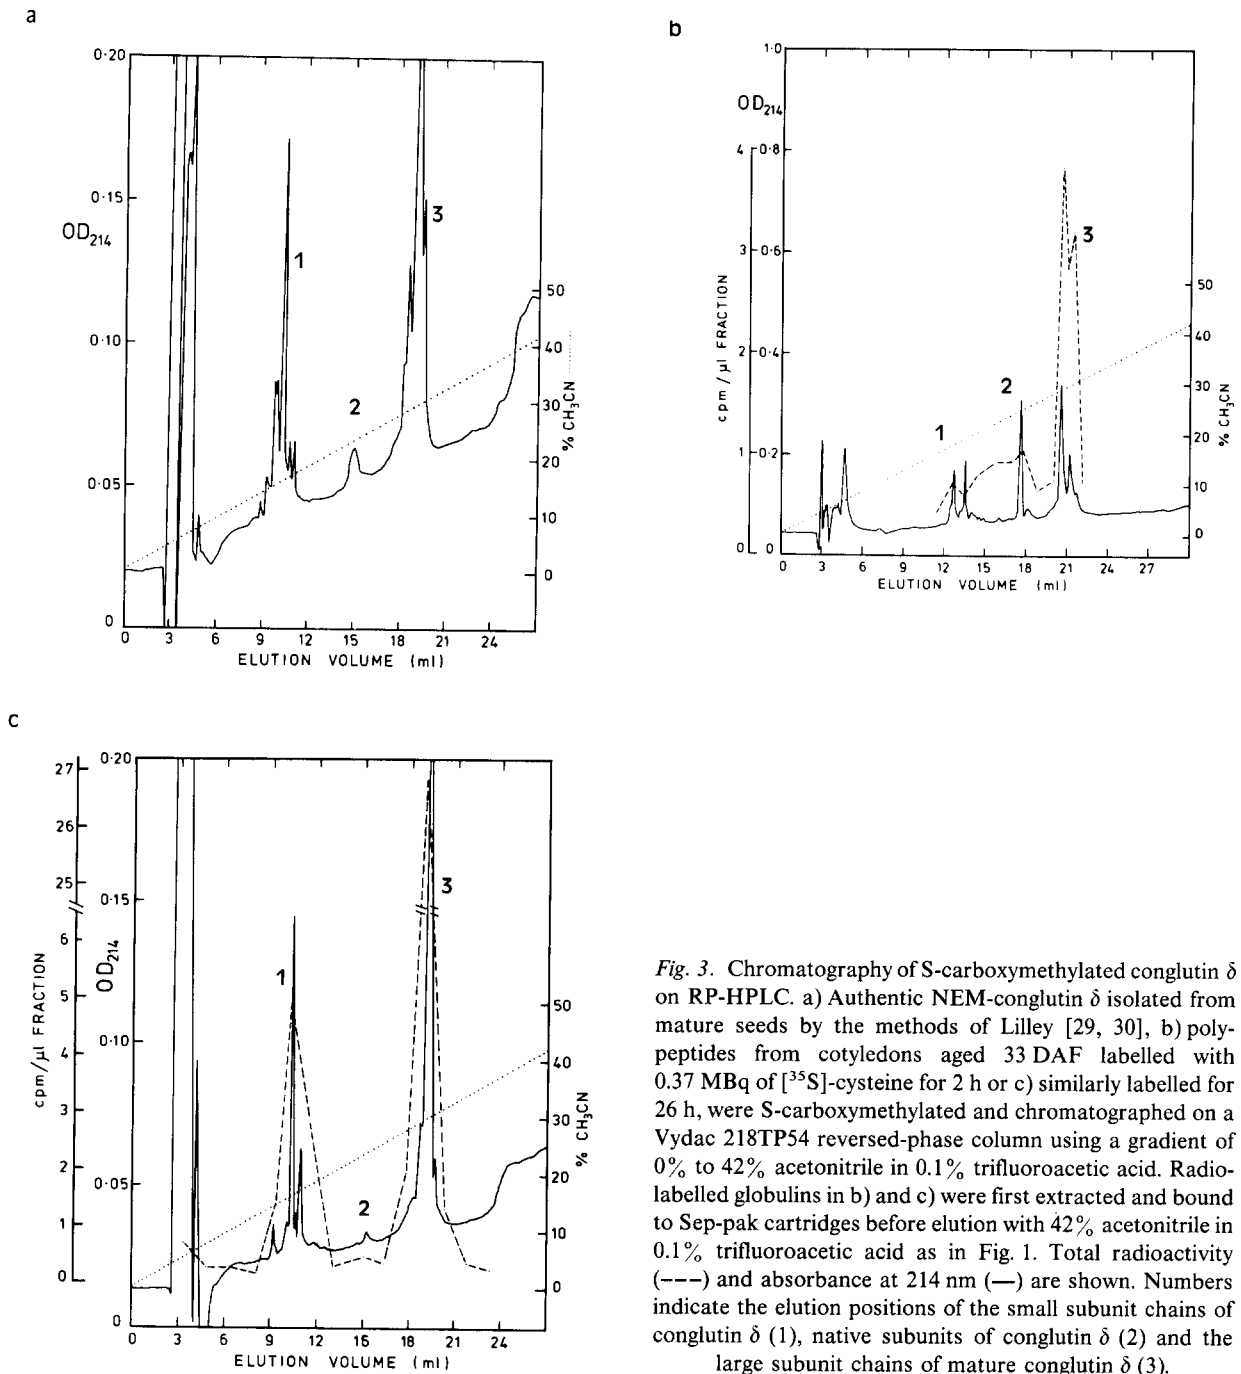 a
0·20
0·15
OD214
0·10
0·05
0
1
2
3
50
40
30
20
10
0
% CH3CN
0 3 6 9 12 15 18 21 24
ELUTION VOLUME (ml)
b
1·0
OD214
4 0·8
3 0·6
2 0·4
1 0·2
0 0
cpm/µl FRACTION
1
2
3
50
40
30
20
10
0
% CH3CN
0 3 6 9 12 15 18 21 24 27
ELUTION VOLUME (ml)
c
27
26
25
6
5
4
3
2
1
0
cpm/µl FRACTION
0·20
0·15
OD214
0·10
0·05
0
1
2
3
50
40
30
20
10
0
% CH3CN
0 3 6 9 12 15 18 21 24
ELUTION VOLUME (ml)
Fig. 3. Chromatography of S-carboxymethylated conglutin δ
on RP-HPLC. a) Authentic NEM-conglutin δ isolated from
mature seeds by the methods of Lilley [29, 30], b) poly-
peptides from cotyledons aged 33 DAF labelled with
0.37 MBq of [35S]-cysteine for 2 h or c) similarly labelled for
26 h, were S-carboxymethylated and chromatographed on a
Vydac 218TP54 reversed-phase column using a gradient of
0% to 42% acetonitrile in 0.1% trifluoroacetic acid. Radio-
labelled globulins in b) and c) were first extracted and bound
to Sep-pak cartridges before elution with 42% acetonitrile in
0.1% trifluoroacetic acid as in Fig. 1. Total radioactivity
(---) and absorbance at 214 nm (—) are shown. Numbers
indicate the elution positions of the small subunit chains of
conglutin δ (1), native subunits of conglutin δ (2) and the
large subunit chains of mature conglutin δ (3).